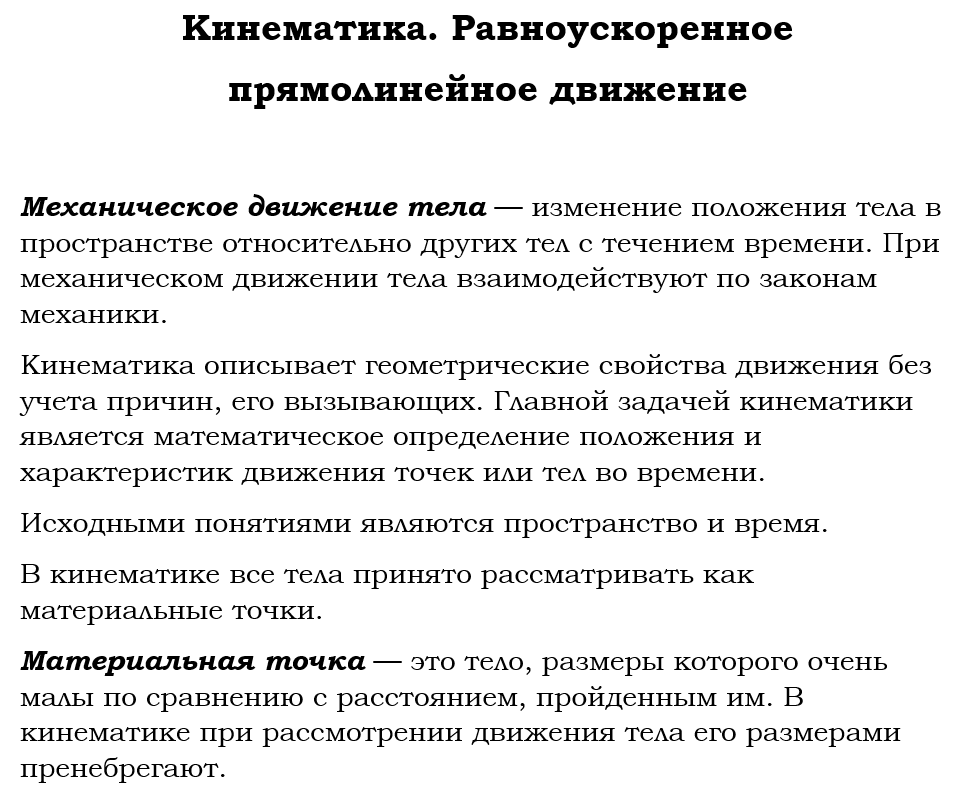 Кинематика. Равноускоренное
прямолинейное движение
Механическое движение тела — изменение положения тела в
пространстве относительно других тел с течением времени. При
механическом движении тела взаимодействуют по законам
механики.
Кинематика описывает геометрические свойства движения без
учета причин, его вызывающих. Главной задачей кинематики
является математическое определение положения и
характеристик движения точек или тел во времени.
Исходными понятиями являются пространство и время.
В кинематике все тела принято рассматривать как
материальные точки.
Материальная точка — это тело, размеры которого очень
малы по сравнению с расстоянием, пройденным им. В
кинематике при рассмотрении движения тела его размерами
пренебрегают.